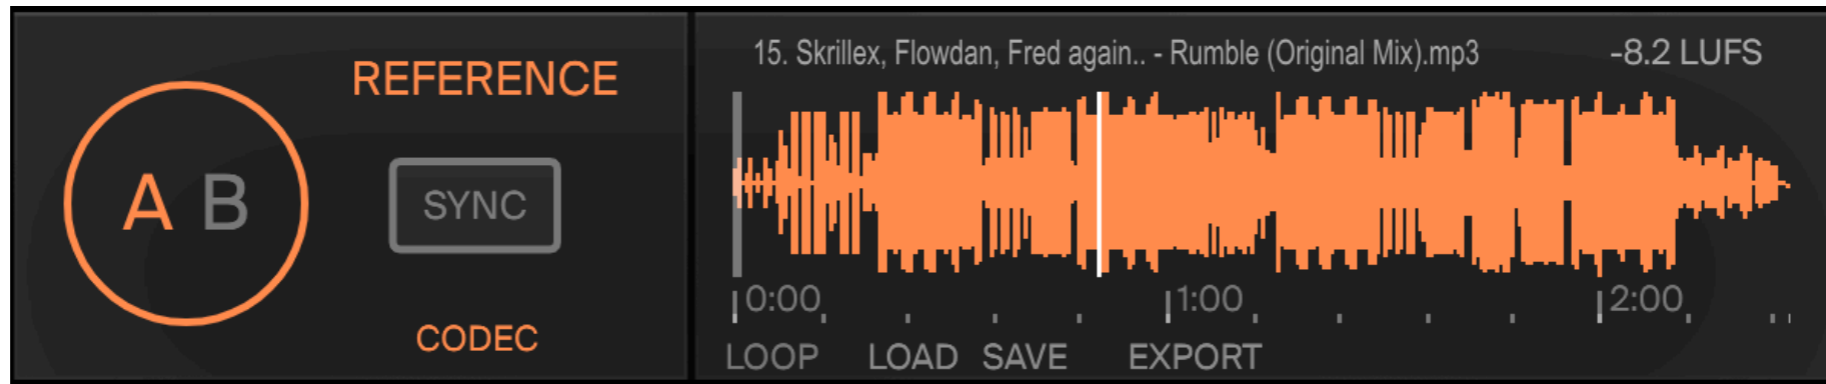 REFERENCE
A B
SYNC
CODEC
15. Skrillex, Flowdan, Fred again.. - Rumble (Original Mix).mp3 -8.2 LUFS
0:00 1:00 2:00
LOOP LOAD SAVE EXPORT